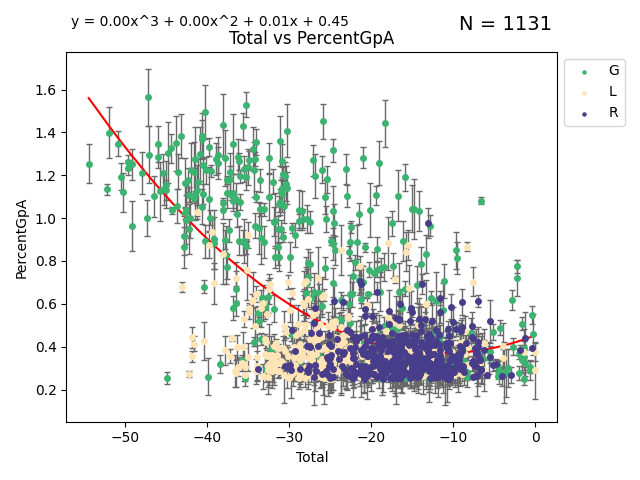 y = 0.00x^3 + 0.00x^2 + 0.01x + 0.45
N = 1131
Total vs PercentGpA
G
L
R
PercentGpA
1.6
1.4
1.2
1.0
0.8
0.6
0.4
0.2
−50
−40
−30
−20
−10
0
Total